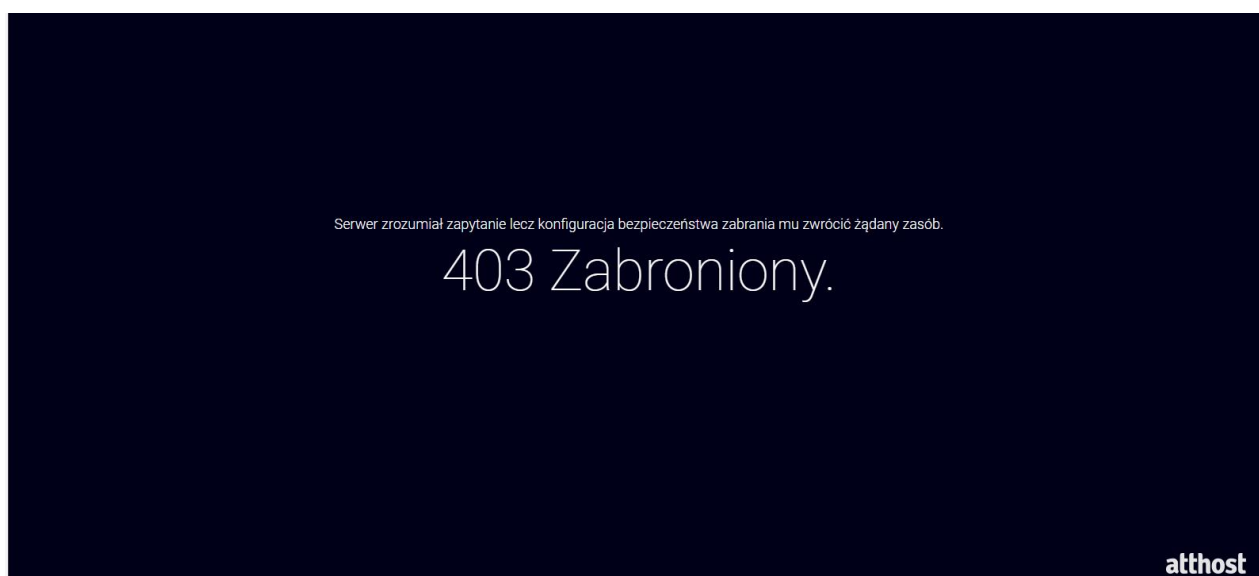 Serwer zrozumiał zapytanie lecz konfiguracja bezpieczeństwa zabrania mu zwrócić żądany zasób.
403 Zabroniony.
atthost